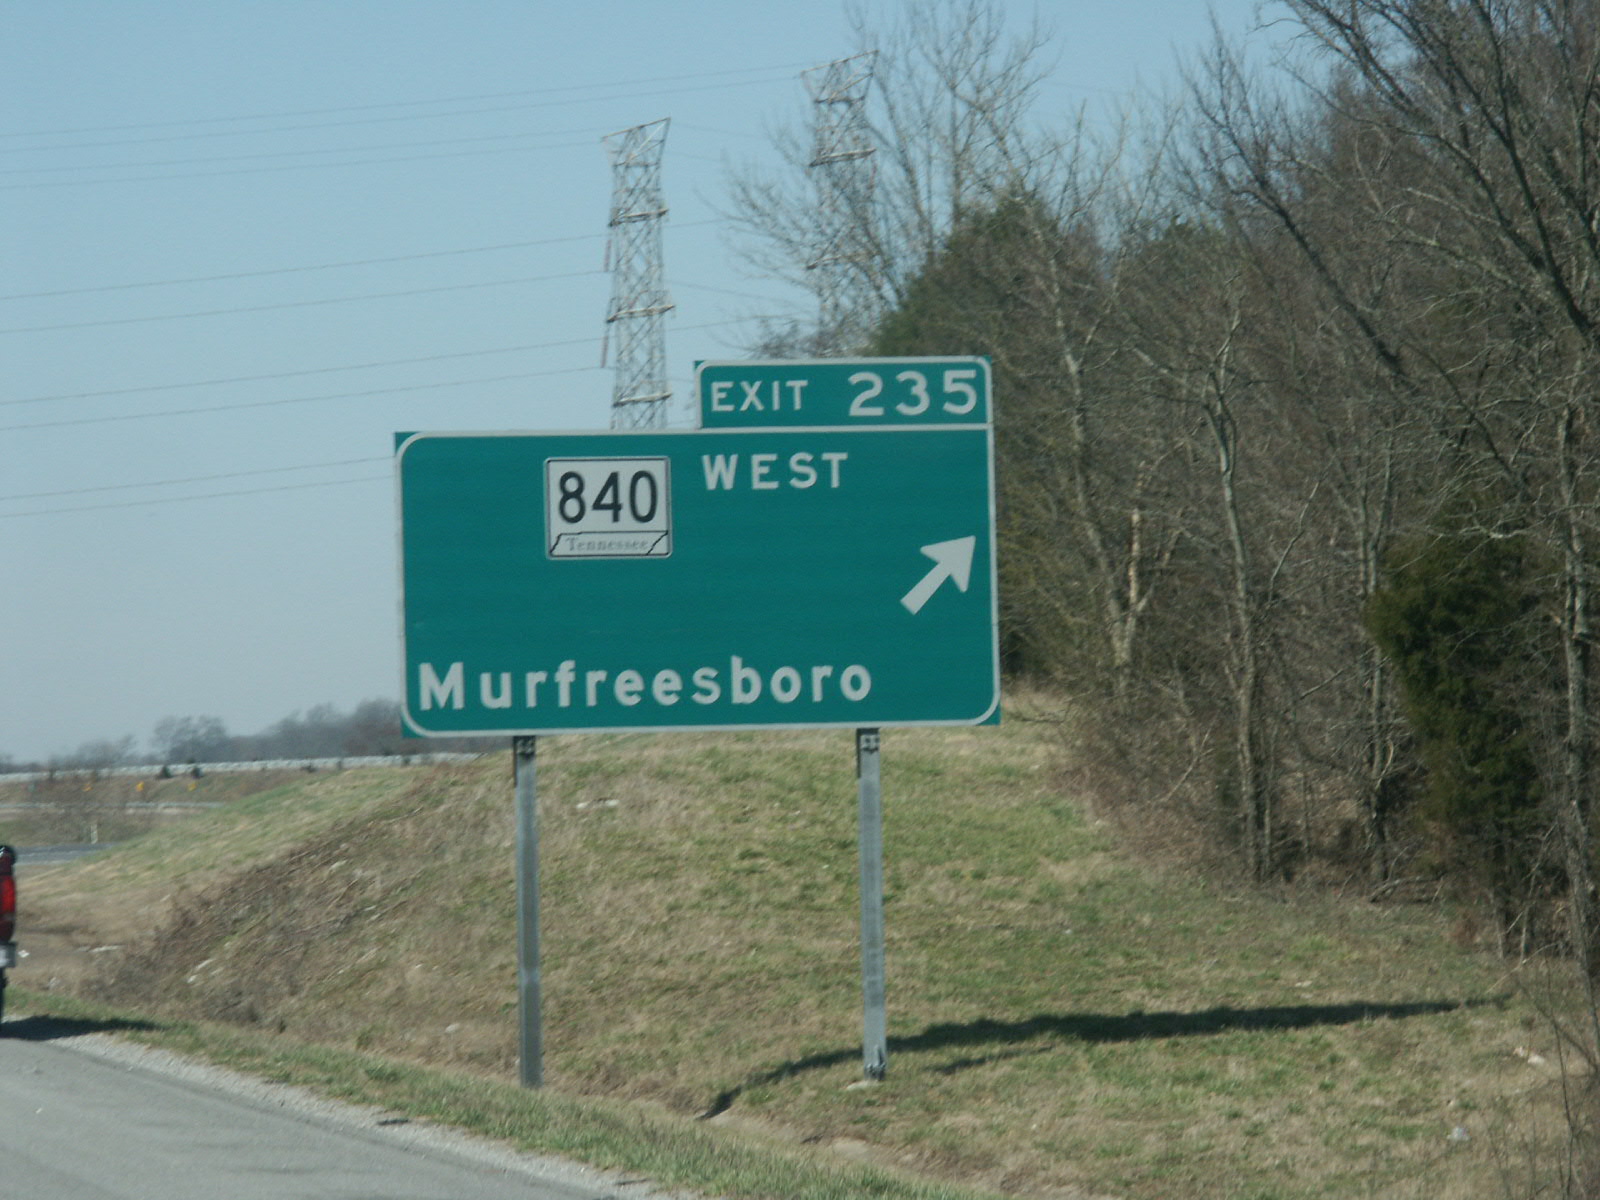 EXIT 235
WEST
840
Tennessee
Murfreesboro